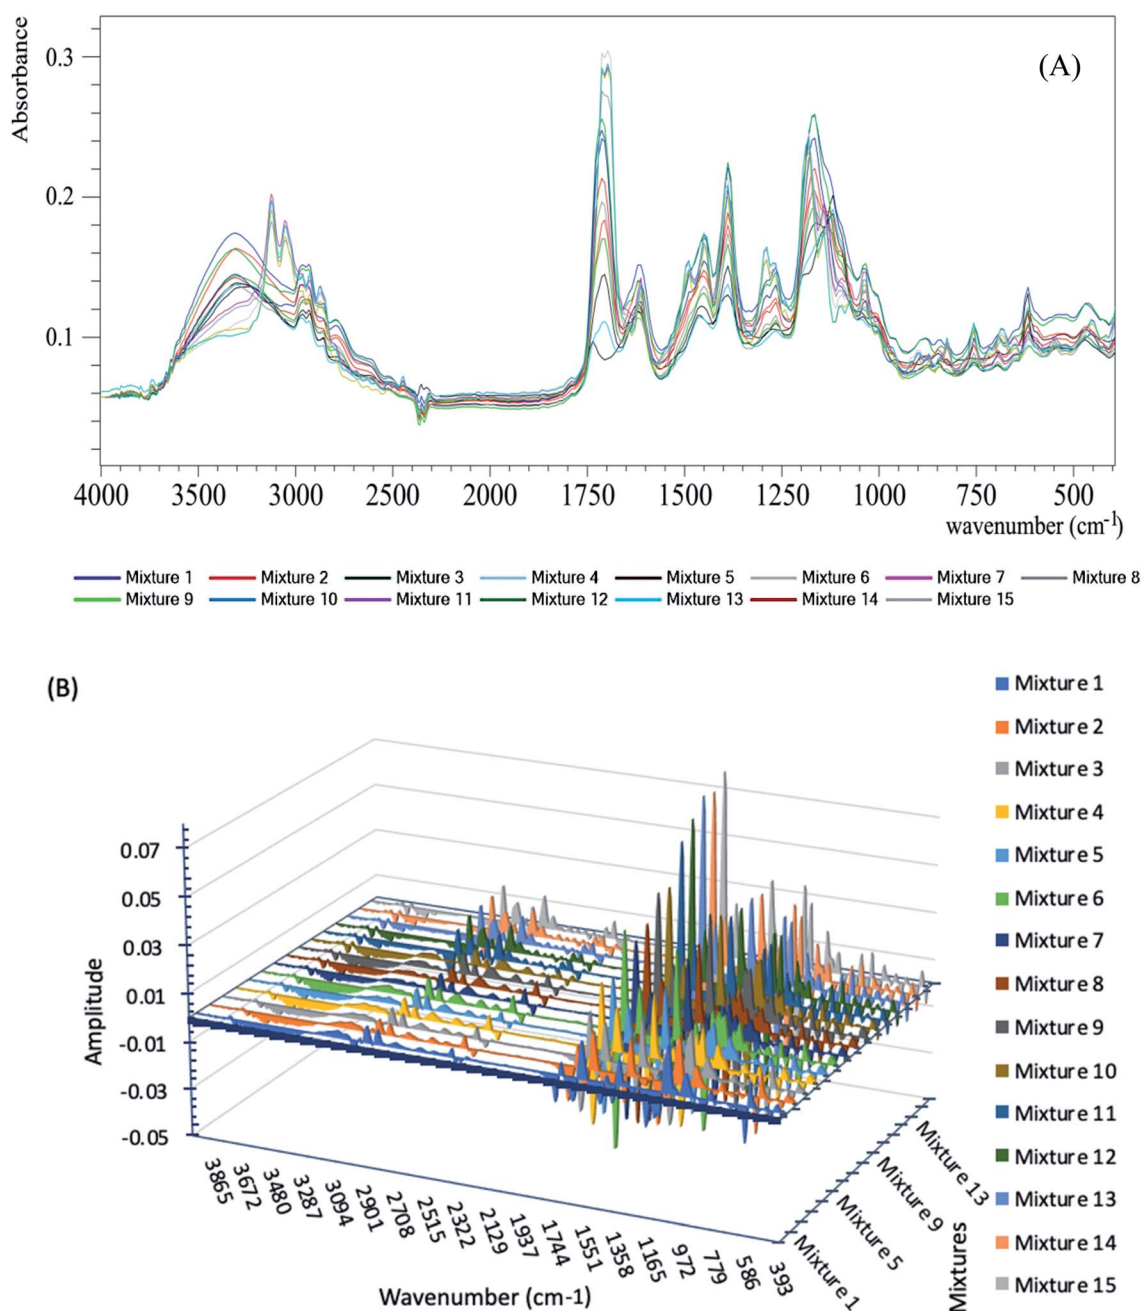 Absorbance
(A)
0.3
0.2
0.1
4000 3500 3000 2500 2000 1750 1500 1250 1000 750 500
wavenumber (cm-1)
Mixture 1 Mixture 2 Mixture 3 Mixture 4 Mixture 5 Mixture 6 Mixture 7 Mixture 8
Mixture 9 Mixture 10 Mixture 11 Mixture 12 Mixture 13 Mixture 14 Mixture 15
(B)
Amplitude
0.07
0.05
0.03
0.01
-0.01
-0.03
-0.05
3865 3672 3480 3287 3094 2901 2708 2515 2322 2129 1937 1744 1551 1358 1165 972 779 586 393
Wavenumber (cm-1)
Mixture 1
Mixture 5
Mixture 9
Mixture 13
Mixtures
Mixture 1
Mixture 2
Mixture 3
Mixture 4
Mixture 5
Mixture 6
Mixture 7
Mixture 8
Mixture 9
Mixture 10
Mixture 11
Mixture 12
Mixture 13
Mixture 14
Mixture 15